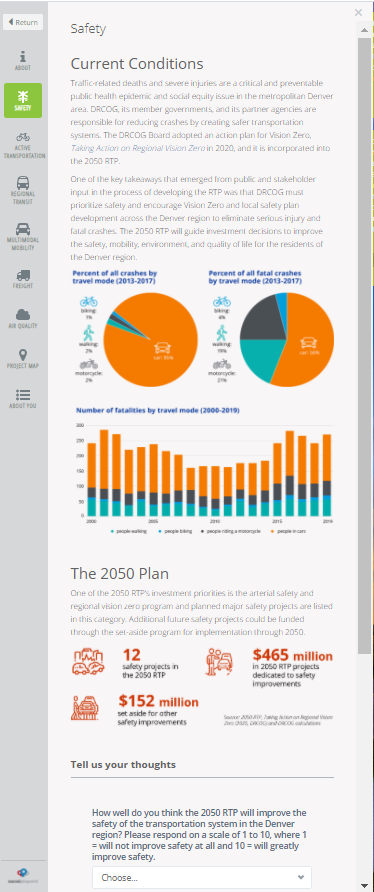 Return
Safety
ABOUT
SAFETY
ACTIVE
TRANSPORTATION
REGIONAL
TRANSIT
MULTIMODAL
MOBILITY
FREIGHT
AIR QUALITY
PROJECT MAP
ABOUT YOU
Current Conditions
Traffic-related deaths and severe injuries are a critical and preventable
public health epidemic and social equity issue in the metropolitan Denver
area. DRCOG, its member governments, and its partner agencies are
responsible for reducing crashes by creating safer transportation
systems. The DRCOG Board adopted an action plan for Vision Zero,
Taking Action on Regional Vision Zero in 2020, and it is incorporated into
the 2050 RTP.
One of the key takeaways that emerged from public and stakeholder
input in the process of developing the RTP was that DRCOG must
prioritize safety and encourage Vision Zero and local safety plan
development across the Denver region to eliminate serious injury and
fatal crashes. The 2050 RTP will guide investment decisions to improve
the safety, mobility, environment, and quality of life for the residents of
the Denver region.
Percent of all crashes by
travel mode (2013-2017)
biking:
1%
walking:
2%
motorcycle:
2%
car: 95%
Percent of all fatal crashes
by travel mode (2013-2017)
biking:
4%
walking:
19%
motorcycle:
21%
car: 56%
Number of fatalities by travel mode (2000-2019)
300
250
200
150
100
50
0
2000 2005 2010 2015 2019
people walking people biking people riding a motorcycle people in cars
The 2050 Plan
One of the 2050 RTP's investment priorities is the arterial safety and
regional vision zero program and planned major safety projects are listed
in this category. Additional future safety projects could be funded
through the set-aside program for implementation through 2050.
12
safety projects in
the 2050 RTP
$465 million
in 2050 RTP projects
dedicated to safety
improvements
$152 million
set aside for other
safety improvements
Source: 2050 RTP, Taking Action on Regional Vision
Zero (2020, DRCOG) and DRCOG calculations
Tell us your thoughts
How well do you think the 2050 RTP will improve the
safety of the transportation system in the Denver
region? Please respond on a scale of 1 to 10, where 1
= will not improve safety at all and 10 = will greatly
improve safety.
Choose...